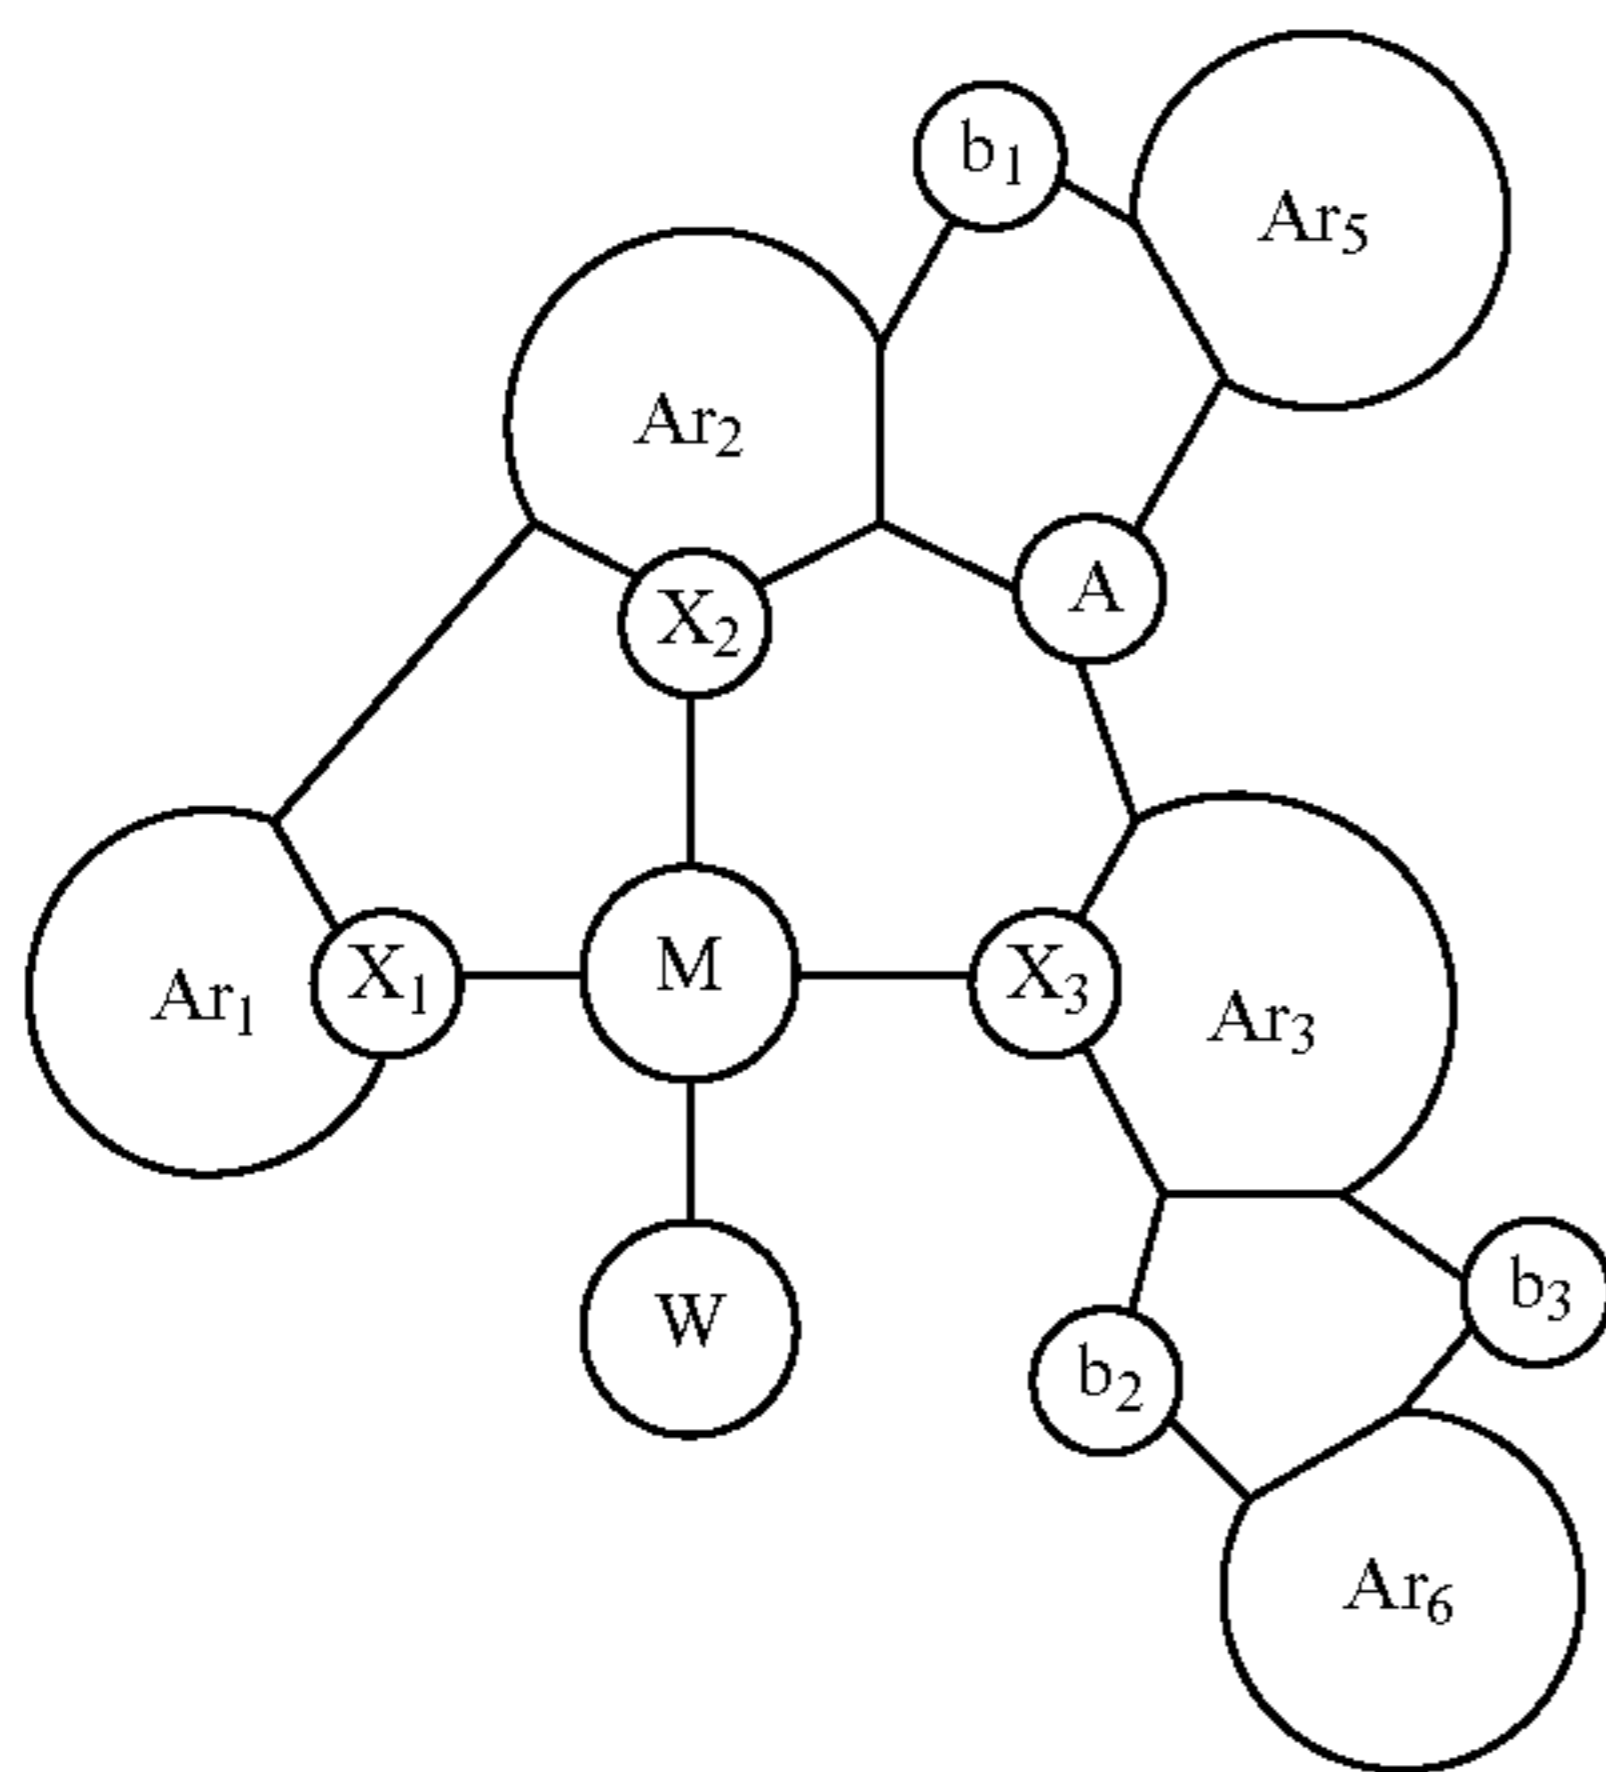 b₁
Ar₅
Ar₂
A
X₂
M
X₁
X₃
Ar₁
Ar₃
b₃
W
b₂
Ar₆